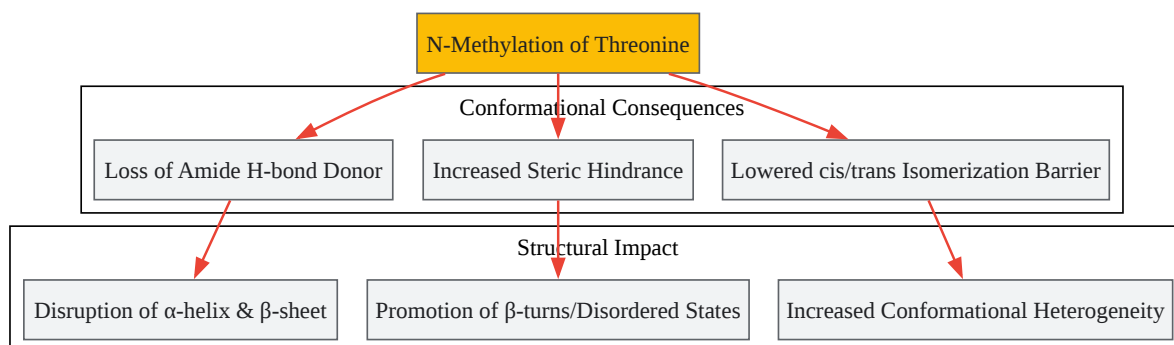 N-Methylation of Threonine
Conformational Consequences
Loss of Amide H-bond Donor
Increased Steric Hindrance
Lowered cis/trans Isomerization Barrier
Structural Impact
Disruption of α-helix & β-sheet
Promotion of β-turns/Disordered States
Increased Conformational Heterogeneity